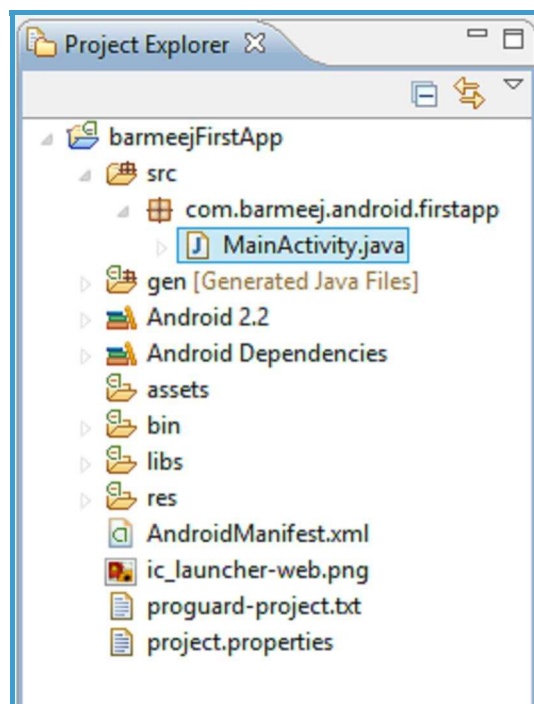 Project Explorer
barmeejFirstApp
src
com.barmeej.android.firstapp
MainActivity.java
gen [Generated Java Files]
Android 2.2
Android Dependencies
assets
bin
libs
res
AndroidManifest.xml
ic_launcher-web.png
proguard-project.txt
project.properties